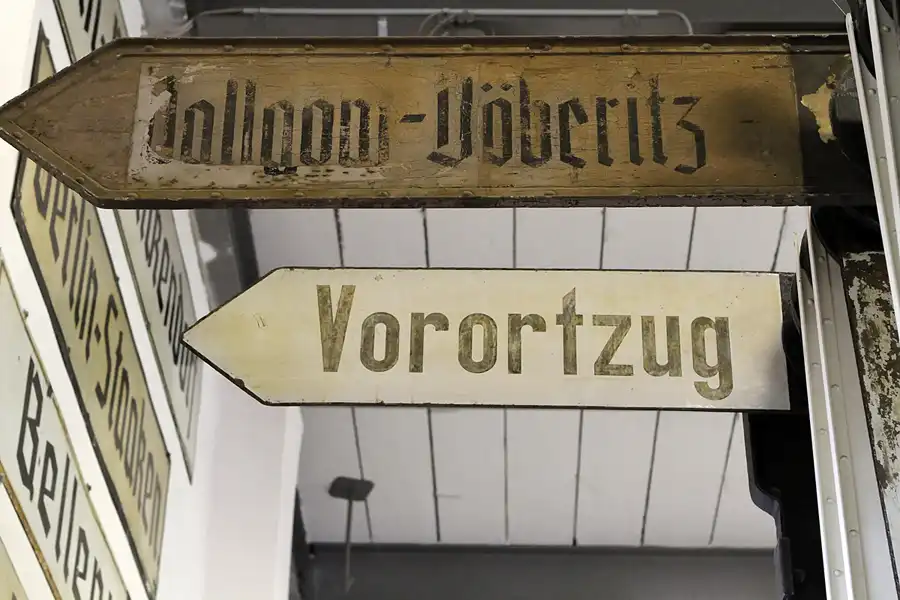 Dallgow-Döberitz
Vorortzug
Berlin-Staaken